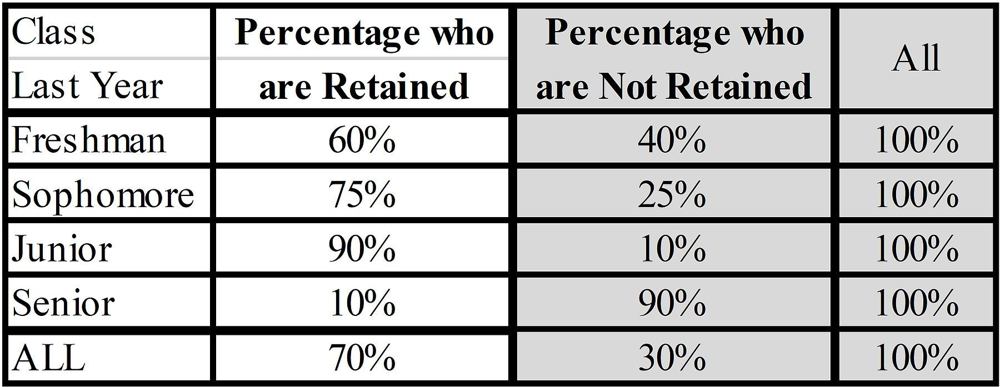 Class Percentage who Percentage who All
Last Year are Retained are Not Retained
Freshman 60% 40% 100%
Sophomore 75% 25% 100%
Junior 90% 10% 100%
Senior 10% 90% 100%
ALL 70% 30% 100%